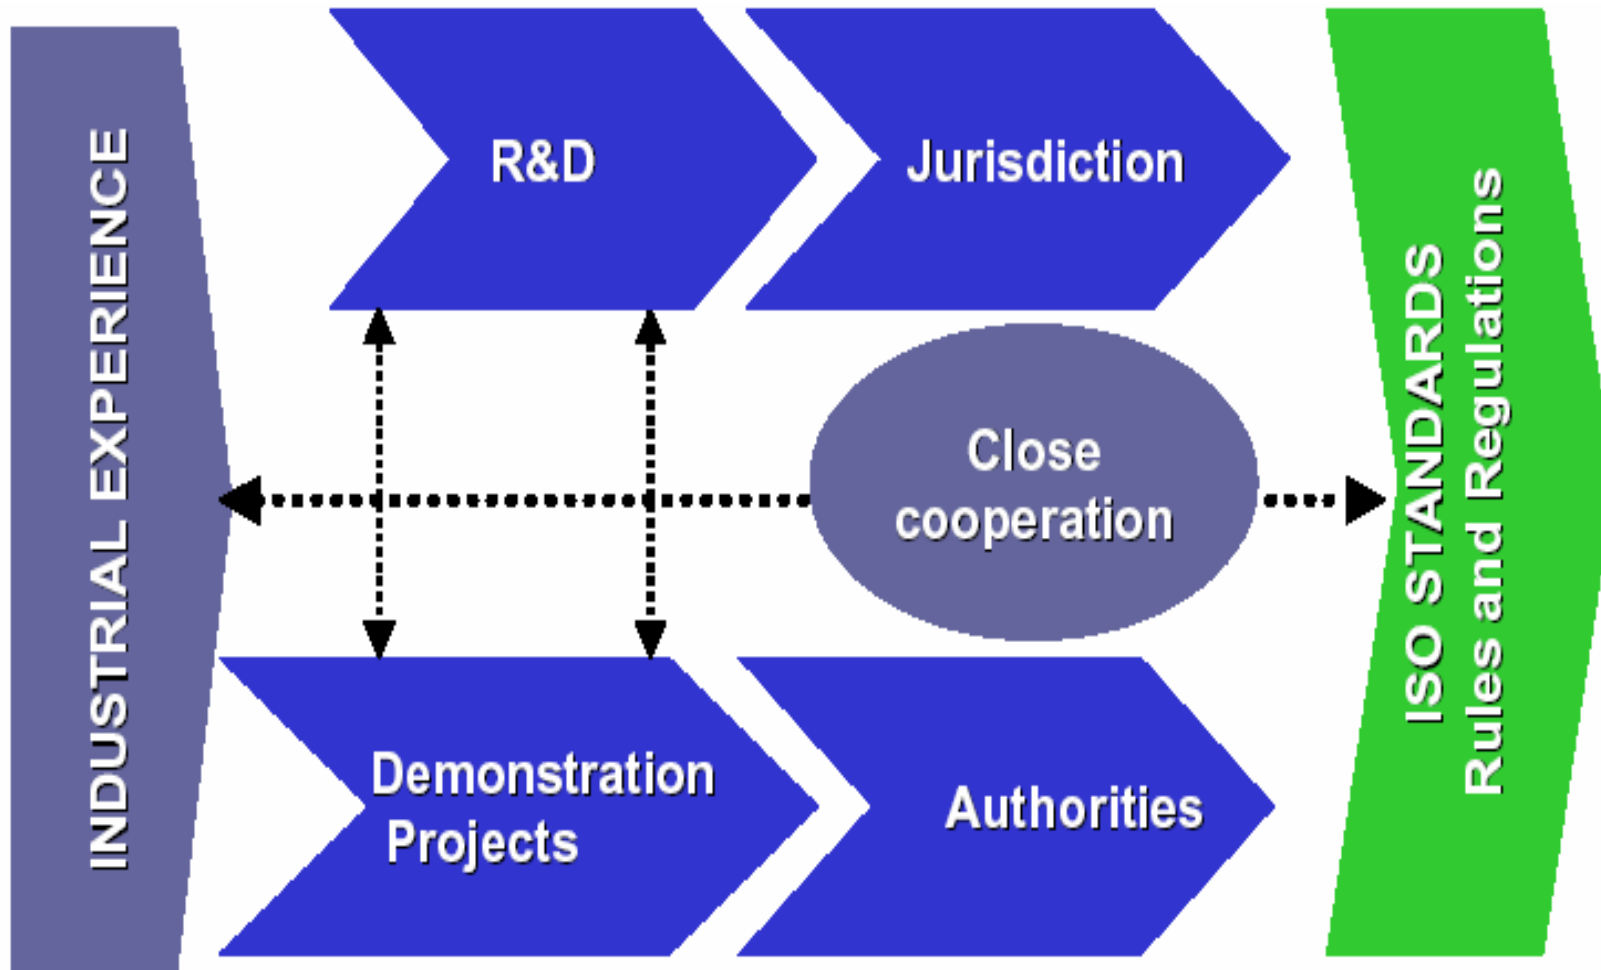 INDUSTRIAL EXPERIENCE
R&D
Jurisdiction
Close
cooperation
Demonstration
Projects
Authorities
ISO STANDARDS
Rules and Regulations